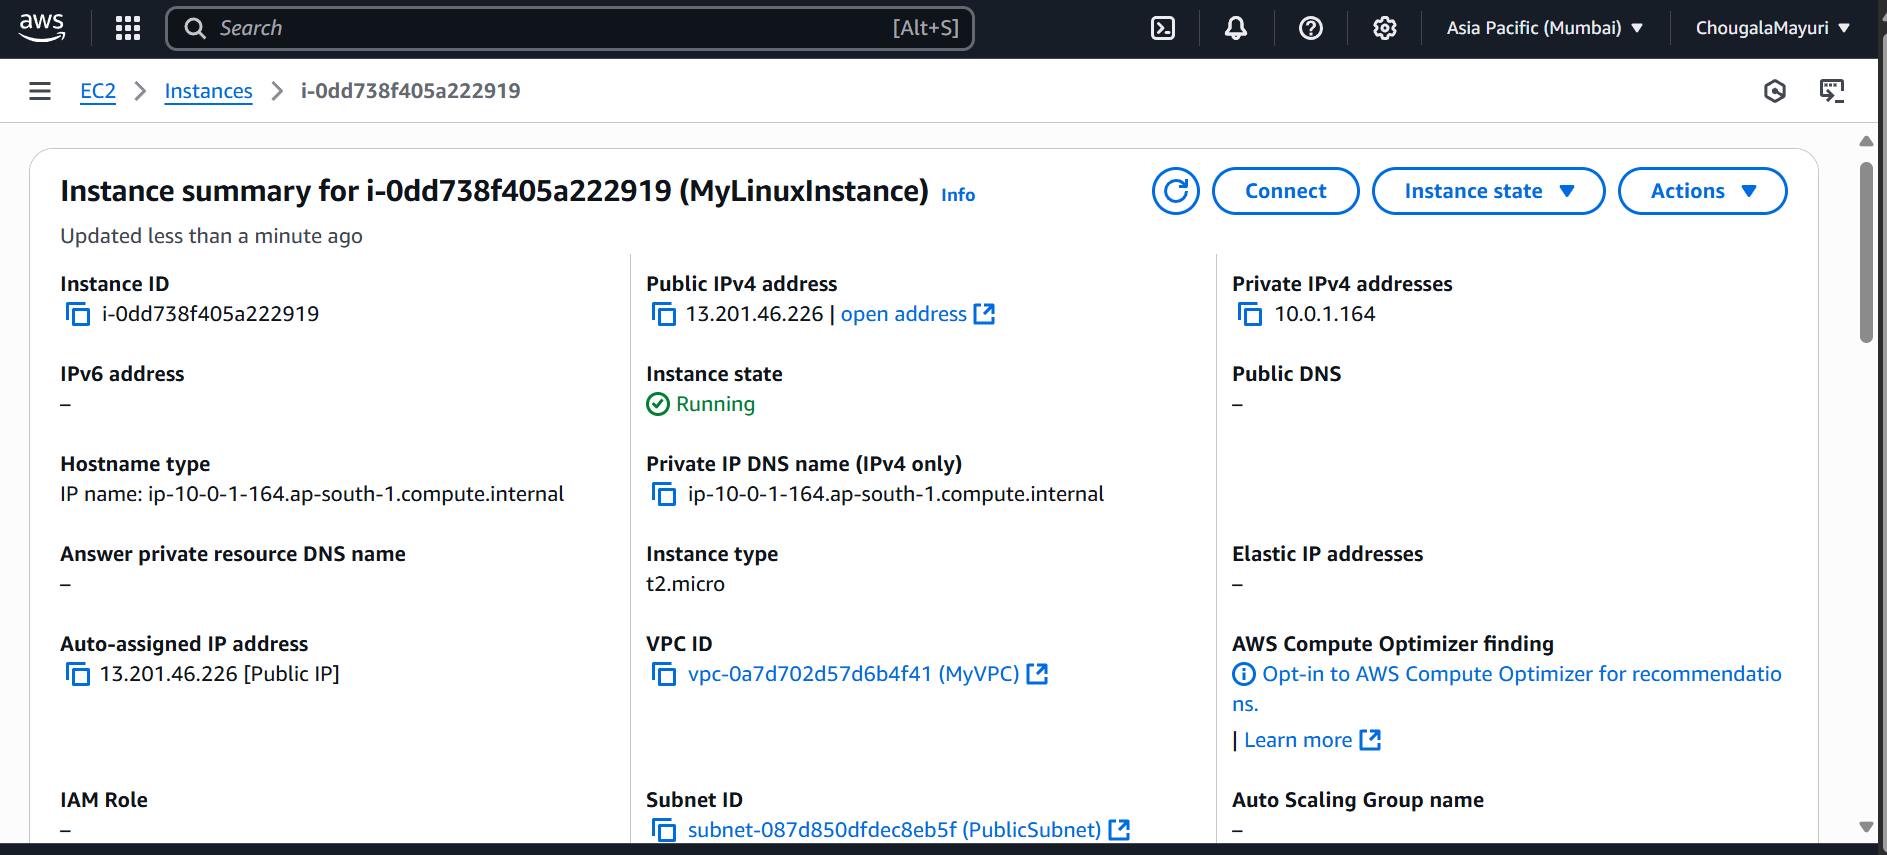 aws
Search [Alt+S]
Asia Pacific (Mumbai)
ChougalaMayuri
EC2 Instances i-0dd738f405a222919
Instance summary for i-0dd738f405a222919 (MyLinuxInstance) Info
Connect
Instance state
Actions
Updated less than a minute ago
Instance ID
i-0dd738f405a222919
Public IPv4 address
13.201.46.226 | open address
Private IPv4 addresses
10.0.1.164
IPv6 address
–
Instance state
Running
Public DNS
–
Hostname type
IP name: ip-10-0-1-164.ap-south-1.compute.internal
Private IP DNS name (IPv4 only)
ip-10-0-1-164.ap-south-1.compute.internal
Answer private resource DNS name
–
Instance type
t2.micro
Elastic IP addresses
–
Auto-assigned IP address
13.201.46.226 [Public IP]
VPC ID
vpc-0a7d702d57d6b4f41 (MyVPC)
AWS Compute Optimizer finding
Opt-in to AWS Compute Optimizer for recommendatio
ns.
| Learn more
IAM Role
–
Subnet ID
subnet-087d850dfdec8eb5f (PublicSubnet)
Auto Scaling Group name
–